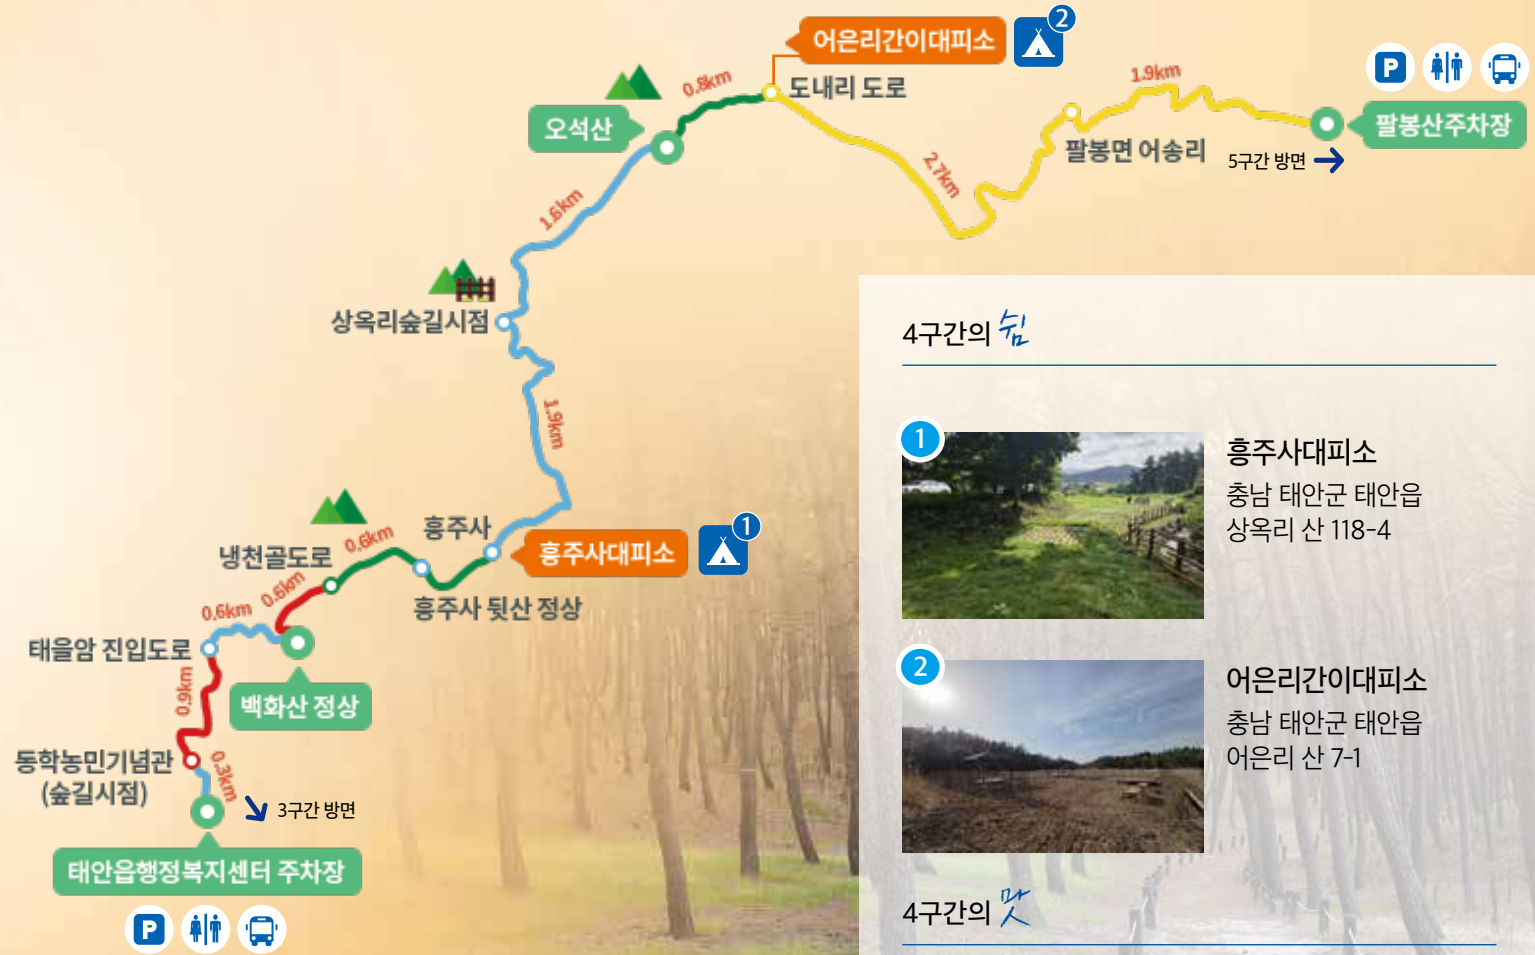 어은리간이대피소
2
도내리 도로
0.8km
오석산
1.9km
P
팔봉산주차장
팔봉면 어송리
5구간 방면
2.7km
1.6km
상옥리숲길시점
1.9km
흥주사
흥주사대피소
1
냉천골도로
0.6km
흥주사 뒷산 정상
0.6km
0.6km
태을암 진입도로
백화산 정상
0.9km
동학농민기념관
(숲길시점)
0.3km
3구간 방면
태안읍행정복지센터 주차장
P
4구간의 쉼
1
흥주사대피소
충남 태안군 태안읍
상옥리 산 118-4
2
어은리간이대피소
충남 태안군 태안읍
어은리 산 7-1
4구간의 맛